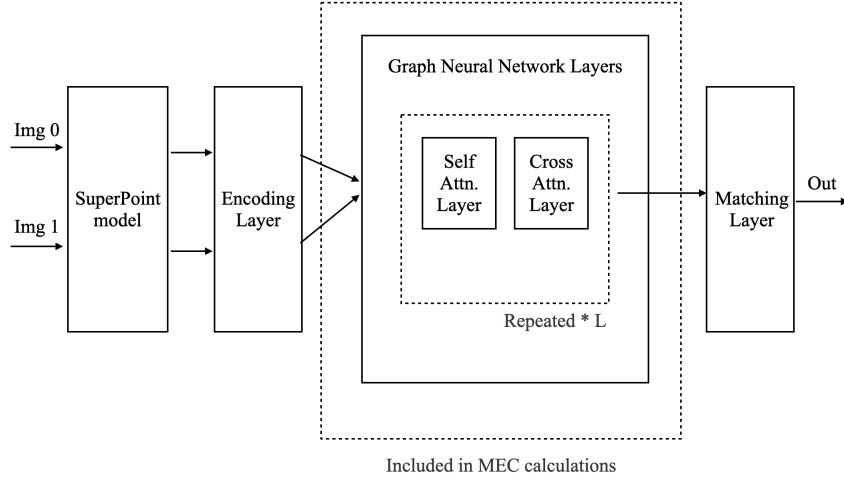 Graph Neural Network Layers
Img 0
Img 1
SuperPoint
model
Encoding
Layer
Self
Attn.
Layer
Cross
Attn.
Layer
Repeated * L
Matching
Layer
Out
Included in MEC calculations